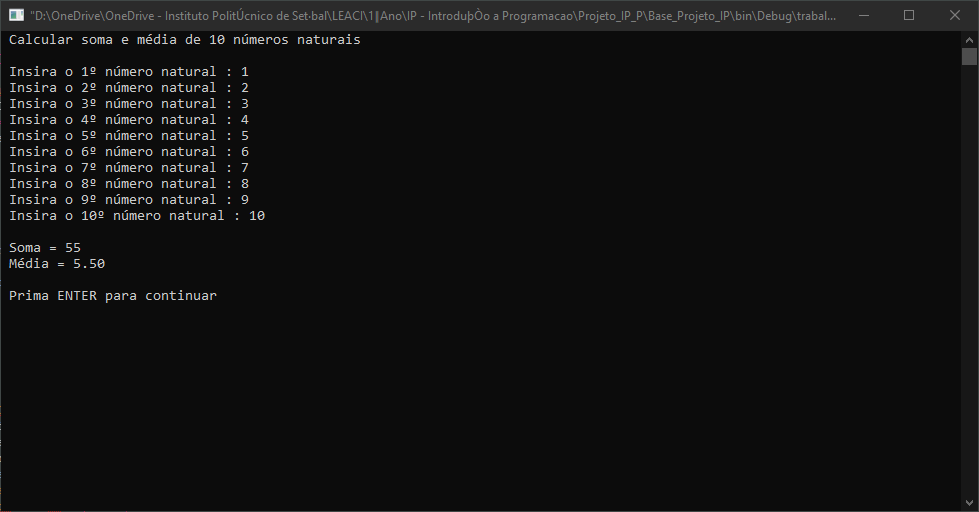 "D:\OneDrive\OneDrive - Instituto PolitÚcnico de Set·bal\LEACI\1║Ano\IP - IntroduþÒo a Programacao\Projeto_IP_P\Base_Projeto_IP\bin\Debug\trabal...
Calcular soma e média de 10 números naturais
Insira o 1º número natural : 1
Insira o 2º número natural : 2
Insira o 3º número natural : 3
Insira o 4º número natural : 4
Insira o 5º número natural : 5
Insira o 6º número natural : 6
Insira o 7º número natural : 7
Insira o 8º número natural : 8
Insira o 9º número natural : 9
Insira o 10º número natural : 10
Soma = 55
Média = 5.50
Prima ENTER para continuar